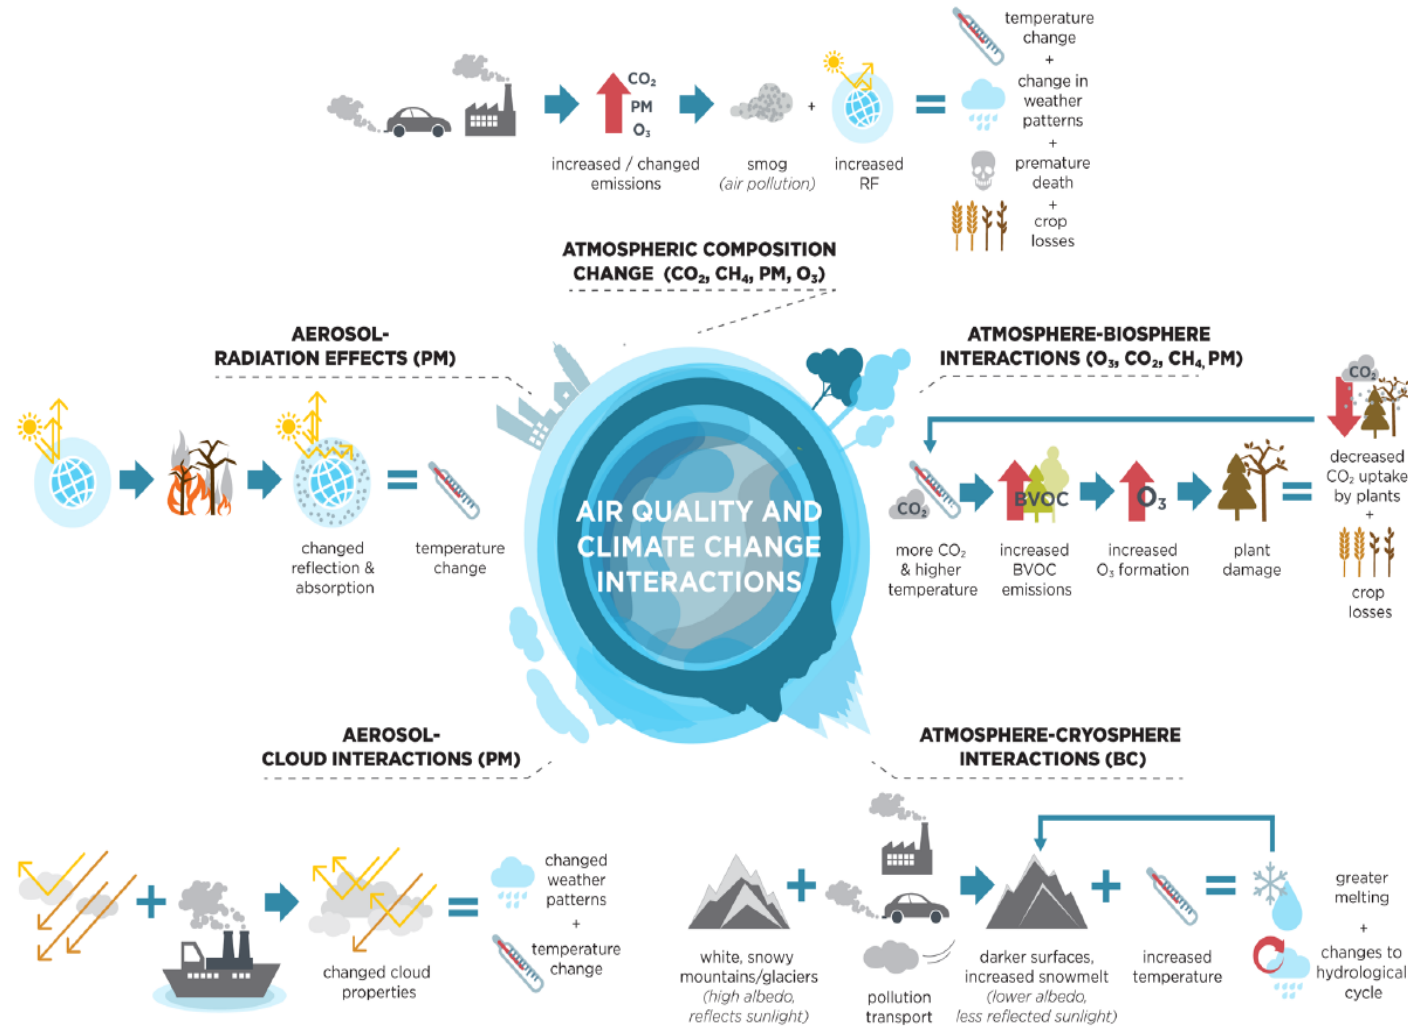 temperature
change
+
change in
weather
patterns
+
premature
death
+
crop
losses
CO₂
PM
O₃
increased / changed
emissions
smog
(air pollution)
+
increased
RF
=
ATMOSPHERIC COMPOSITION
CHANGE (CO₂, CH₄, PM, O₃)
AEROSOL-
RADIATION EFFECTS (PM)
changed
reflection &
absorption
=
temperature
change
ATMOSPHERE-BIOSPHERE
INTERACTIONS (O₃, CO₂, CH₄, PM)
CO₂
more CO₂
& higher
temperature
BVOC
increased
BVOC
emissions
O₃
increased
O₃ formation
plant
damage
=
CO₂
decreased
CO₂ uptake
by plants
+
crop
losses
AIR QUALITY AND
CLIMATE CHANGE
INTERACTIONS
AEROSOL-
CLOUD INTERACTIONS (PM)
+
changed cloud
properties
=
changed
weather
patterns
+
temperature
change
ATMOSPHERE-CRYOSPHERE
INTERACTIONS (BC)
white, snowy
mountains/glaciers
(high albedo,
reflects sunlight)
+
pollution
transport
darker surfaces,
increased snowmelt
(lower albedo,
less reflected sunlight)
+
increased
temperature
=
greater
melting
+
changes to
hydrological
cycle